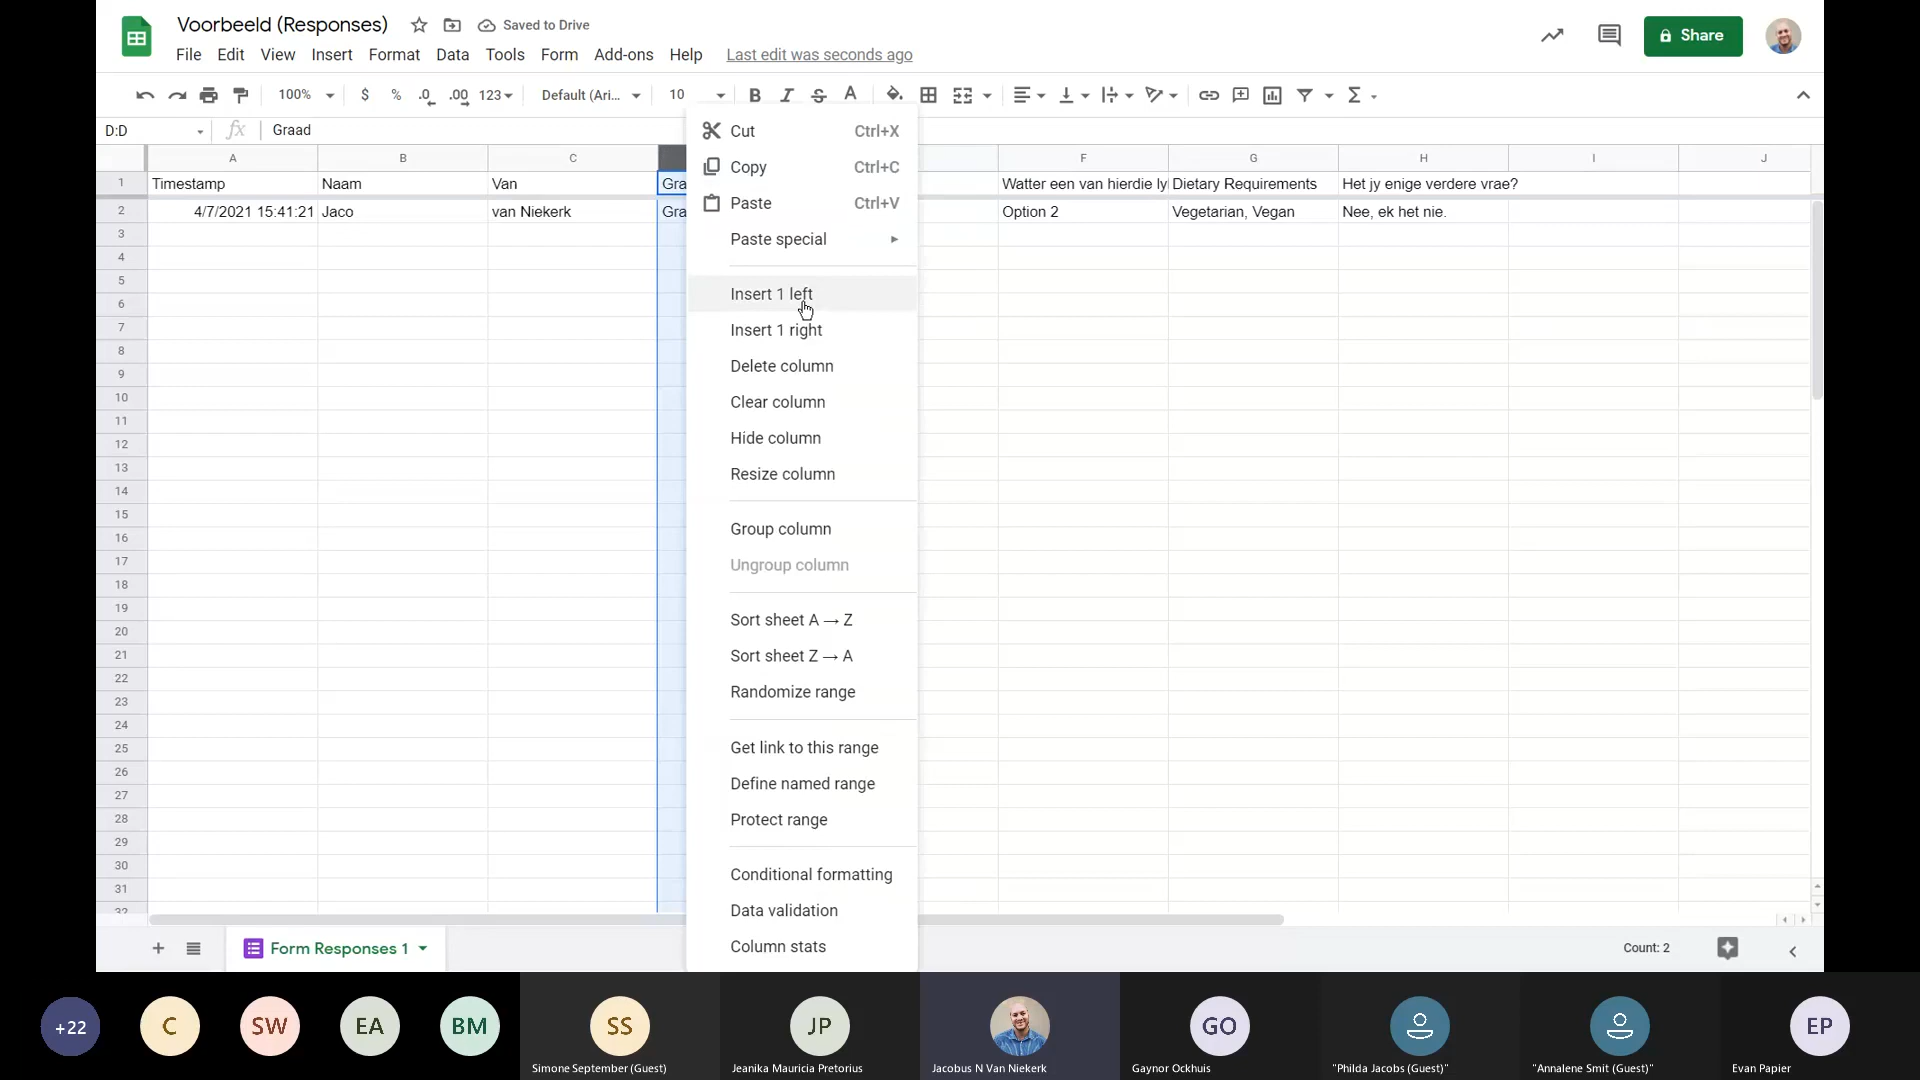 Voorbeeld (Responses)
Saved to Drive
Share
File Edit View Insert Format Data Tools Form Add-ons Help Last edit was seconds ago
100% $ % .0 .00 123 Default (Ari... 10 B I S A
D:D fx Graad
A B C F G H I J
1 Timestamp Naam Van Gra Watter een van hierdie ly Dietary Requirements Het jy enige verdere vrae?
2 4/7/2021 15:41:21 Jaco van Niekerk Gra Option 2 Vegetarian, Vegan Nee, ek het nie.
3
4
5
6
7
8
9
10
11
12
13
14
15
16
17
18
19
20
21
22
23
24
25
26
27
28
29
30
31
32
Cut Ctrl+X
Copy Ctrl+C
Paste Ctrl+V
Paste special
Insert 1 left
Insert 1 right
Delete column
Clear column
Hide column
Resize column
Group column
Ungroup column
Sort sheet A → Z
Sort sheet Z → A
Randomize range
Get link to this range
Define named range
Protect range
Conditional formatting
Data validation
Column stats
Form Responses 1
Count: 2
+22 C SW EA BM SS JP GO EP
Simone September (Guest) Jeanika Mauricia Pretorius Jacobus N Van Niekerk Gaynor Ockhuis "Philda Jacobs (Guest)" "Annalene Smit (Guest)" Evan Papier